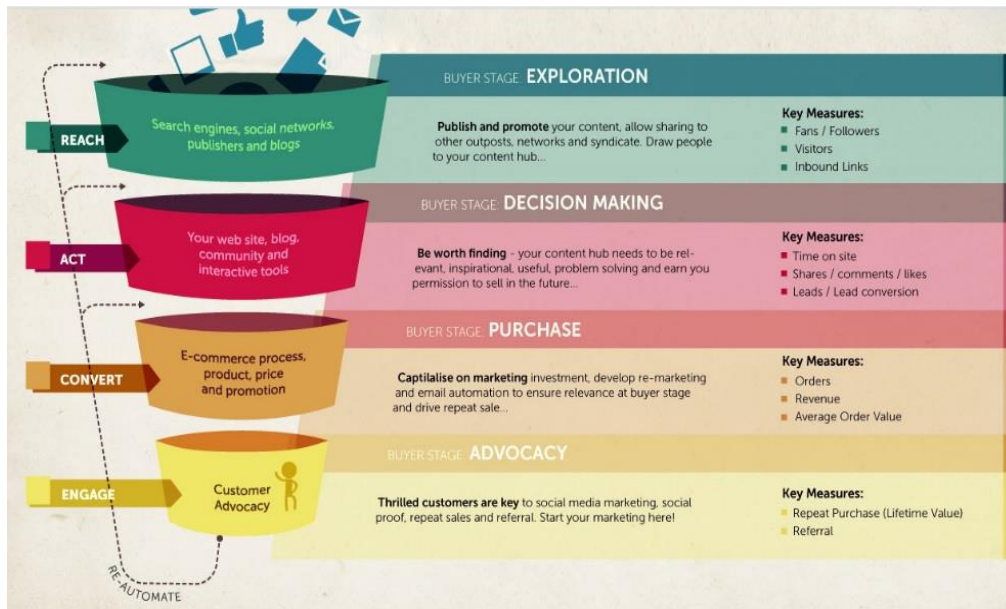 BUYER STAGE: EXPLORATION
REACH
Search engines, social networks,
publishers and blogs
Publish and promote your content, allow sharing to
other outposts, networks and syndicate. Draw people
to your content hub...
Key Measures:
Fans / Followers
Visitors
Inbound Links
BUYER STAGE: DECISION MAKING
ACT
Your web site, blog,
community and
interactive tools
Be worth finding - your content hub needs to be rel-
evant, inspirational, useful, problem solving and earn you
permission to sell in the future...
Key Measures:
Time on site
Shares / comments / likes
Leads / Lead conversion
BUYER STAGE: PURCHASE
CONVERT
E-commerce process,
product, price
and promotion
Captilalise on marketing investment, develop re-marketing
and email automation to ensure relevance at buyer stage
and drive repeat sale...
Key Measures:
Orders
Revenue
Average Order Value
BUYER STAGE: ADVOCACY
ENGAGE
Customer
Advocacy
Thrilled customers are key to social media marketing, social
proof, repeat sales and referral. Start your marketing here!
Key Measures:
Repeat Purchase (Lifetime Value)
Referral
RE-AUTOMATE